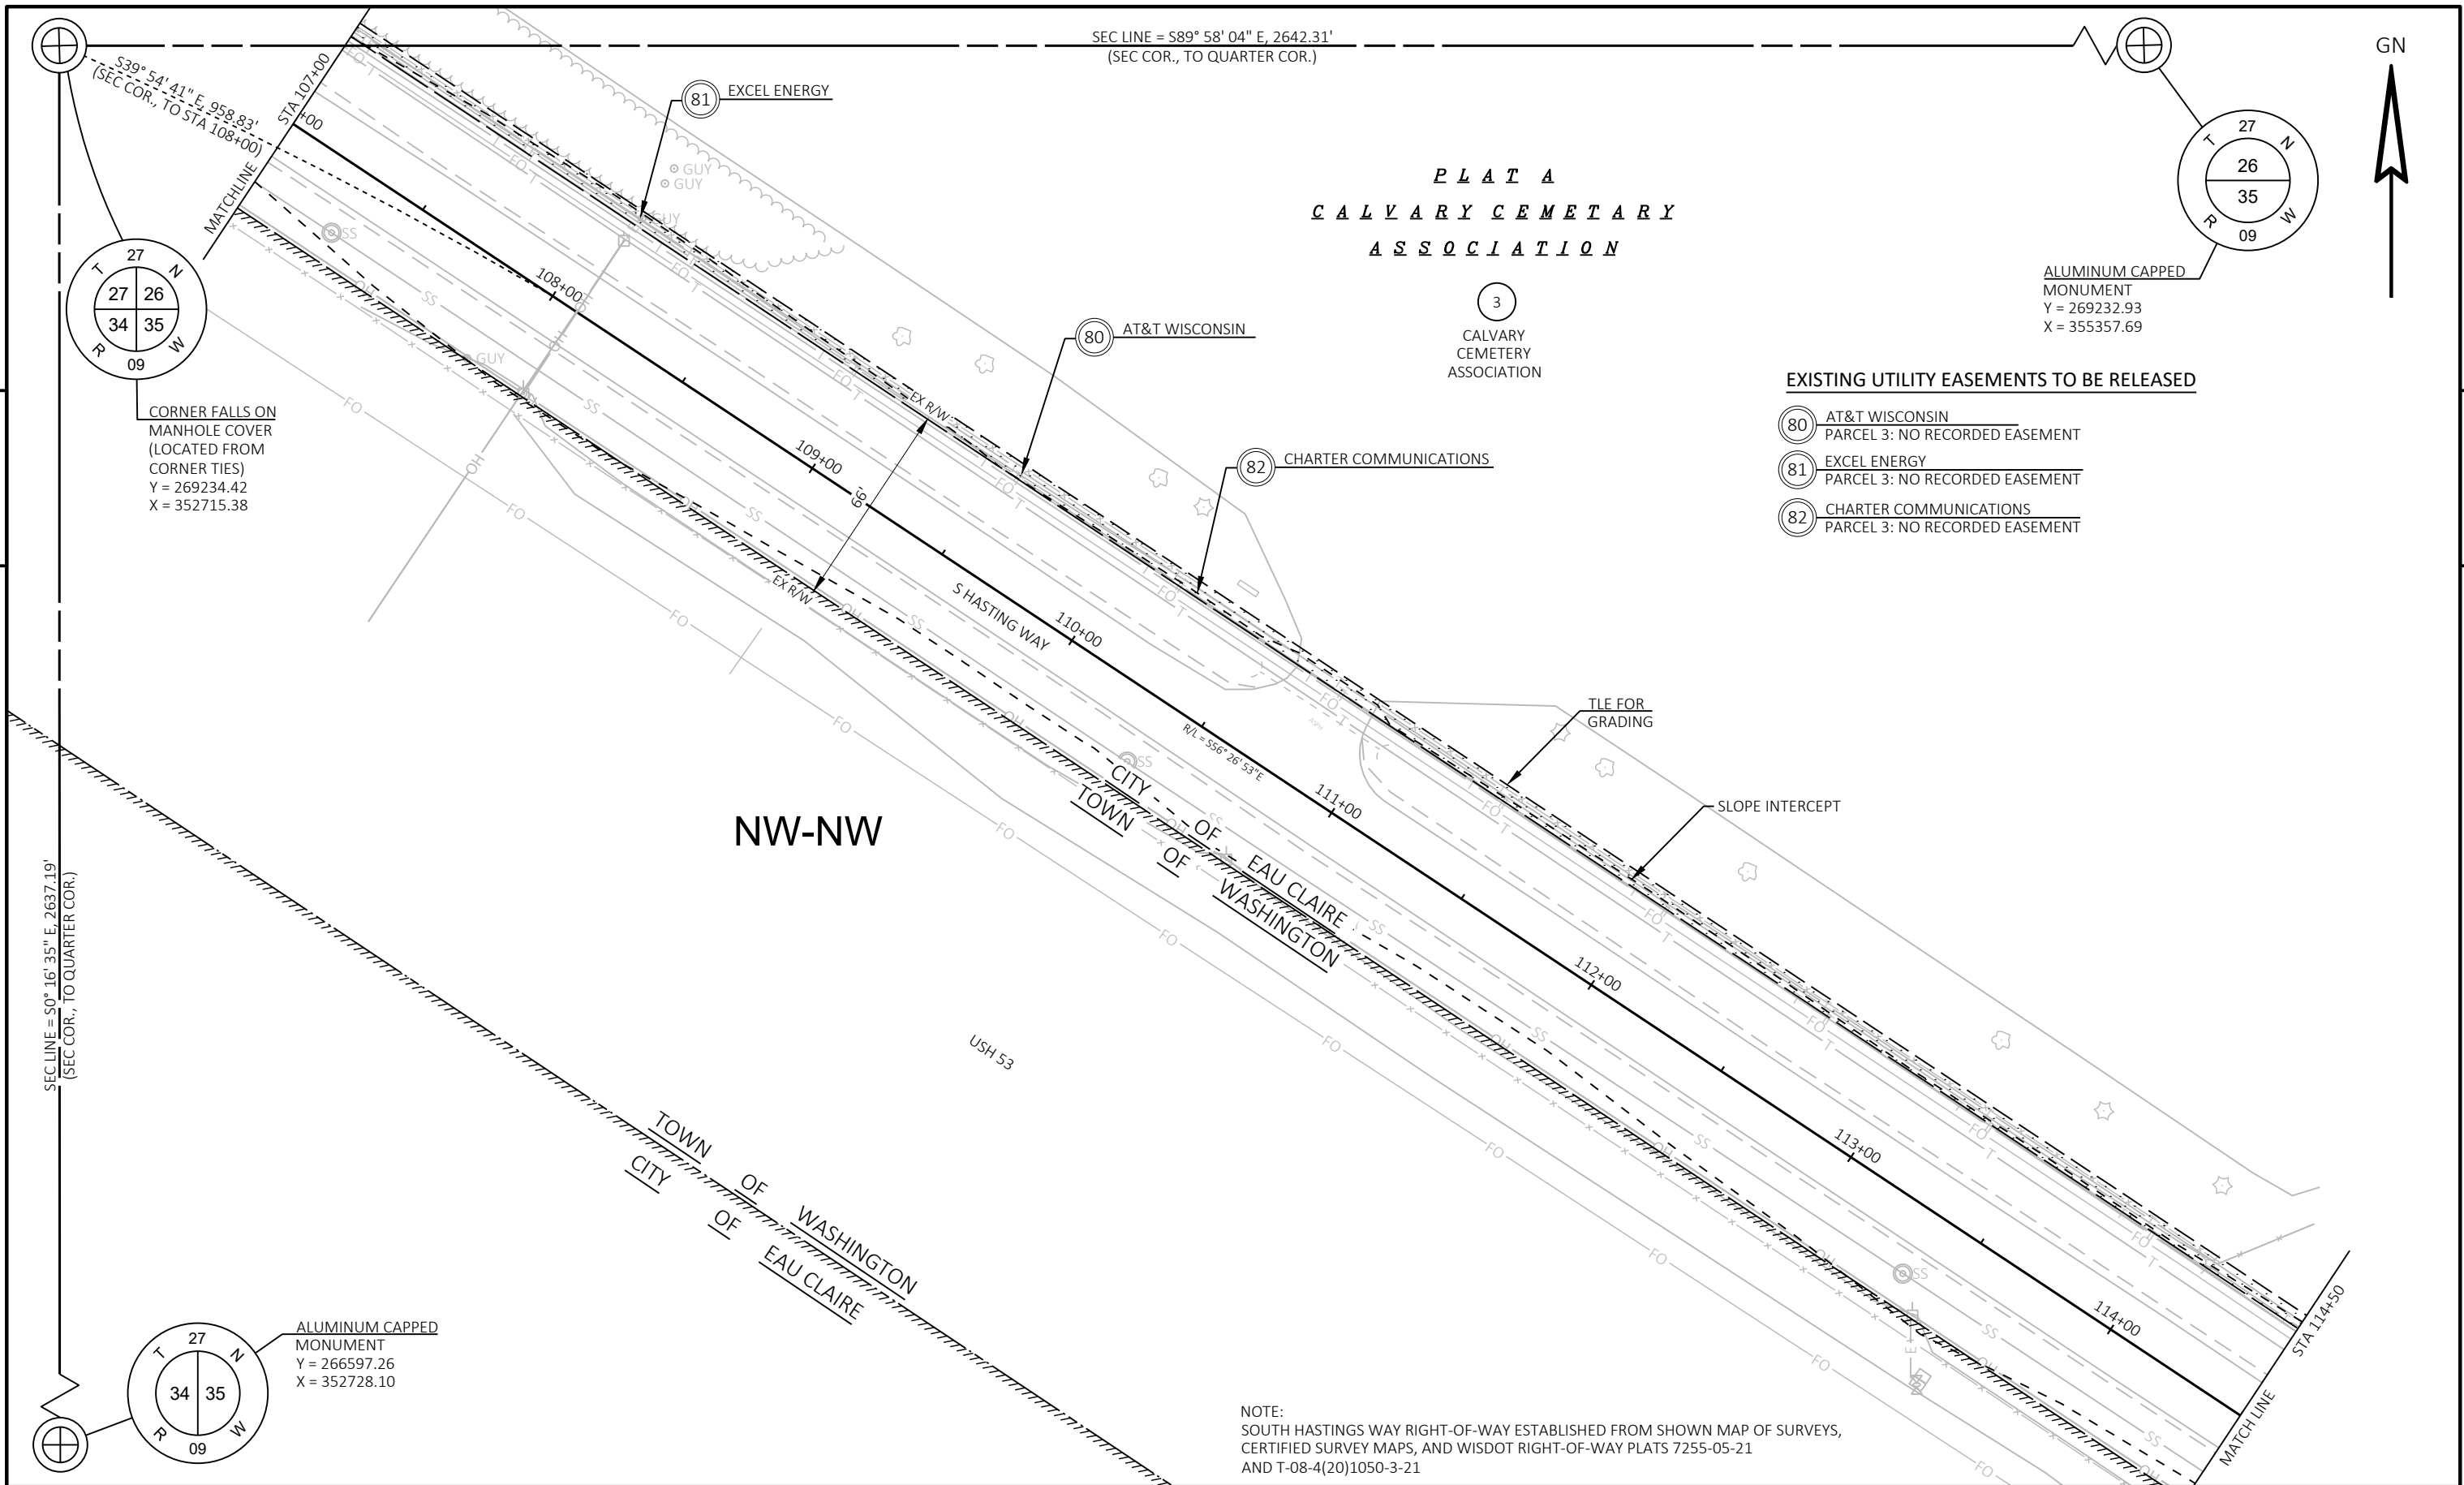 SEC LINE = S89° 58' 04" E, 2642.31'
(SEC COR., TO QUARTER COR.)
GN
S39° 54' 41" E, 958.83'
(SEC COR., TO STA 108+00)
STA 107+00
+00
MATCHLINE
81 EXCEL ENERGY
GUY
GUY
GUY
PLAT A
CALVARY CEMETARY
ASSOCIATION
3
CALVARY
CEMETERY
ASSOCIATION
T 27 N
26
35
R 09 W
ALUMINUM CAPPED
MONUMENT
Y = 269232.93
X = 355357.69
T 27 N
27 26
34 35
R 09 W
CORNER FALLS ON
MANHOLE COVER
(LOCATED FROM
CORNER TIES)
Y = 269234.42
X = 352715.38
80 AT&T WISCONSIN
82 CHARTER COMMUNICATIONS
EXISTING UTILITY EASEMENTS TO BE RELEASED
80 AT&T WISCONSIN
PARCEL 3: NO RECORDED EASEMENT
81 EXCEL ENERGY
PARCEL 3: NO RECORDED EASEMENT
82 CHARTER COMMUNICATIONS
PARCEL 3: NO RECORDED EASEMENT
108+00
109+00
66'
EX R/W
EX R/W
GUY
S HASTING WAY
110+00
R/L = S56° 26' 53"E
111+00
112+00
113+00
114+00
STA 114+50
MATCH LINE
TLE FOR
GRADING
SLOPE INTERCEPT
NW-NW
CITY OF EAU CLAIRE
TOWN OF WASHINGTON
USH 53
TOWN OF WASHINGTON
CITY OF EAU CLAIRE
SEC LINE = S0° 16' 35" E, 2637.19'
(SEC COR., TO QUARTER COR.)
T 27 N
34 35
R 09 W
ALUMINUM CAPPED
MONUMENT
Y = 266597.26
X = 352728.10
NOTE:
SOUTH HASTINGS WAY RIGHT-OF-WAY ESTABLISHED FROM SHOWN MAP OF SURVEYS,
CERTIFIED SURVEY MAPS, AND WISDOT RIGHT-OF-WAY PLATS 7255-05-21
AND T-08-4(20)1050-3-21